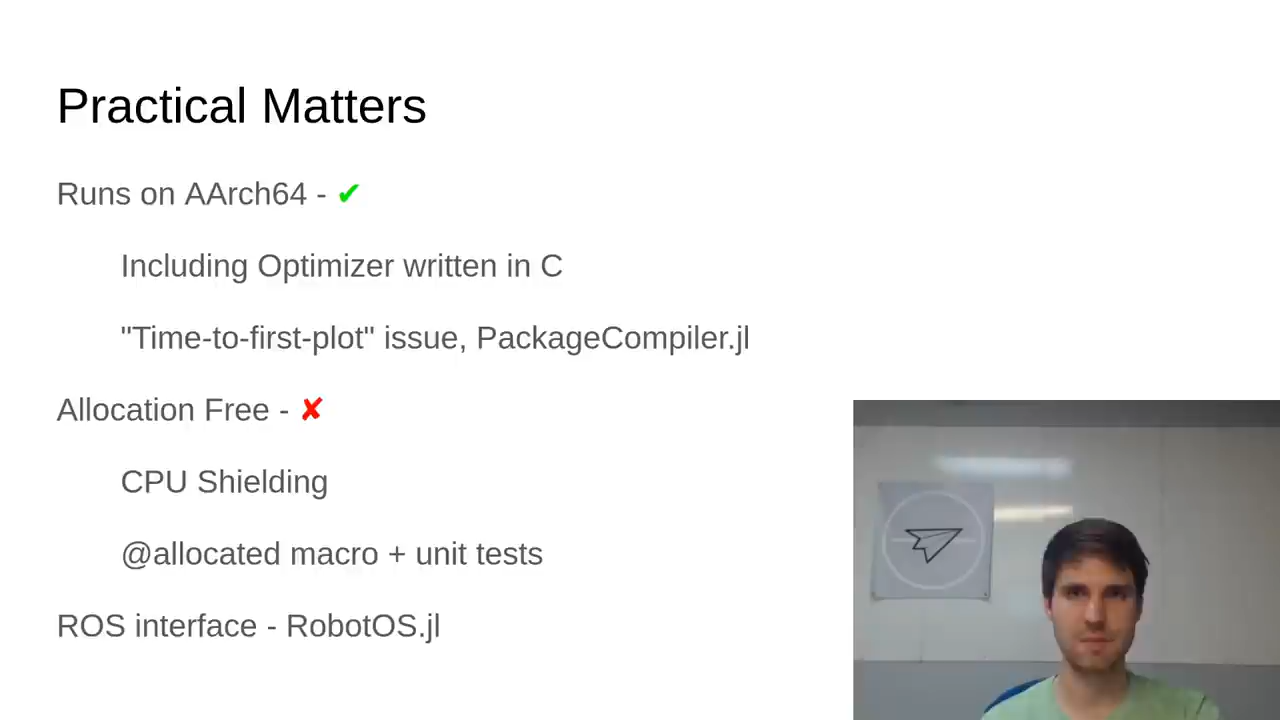 Practical Matters
Runs on AArch64 - ✔
Including Optimizer written in C
"Time-to-first-plot" issue, PackageCompiler.jl
Allocation Free - ✘
CPU Shielding
@allocated macro + unit tests
ROS interface - RobotOS.jl